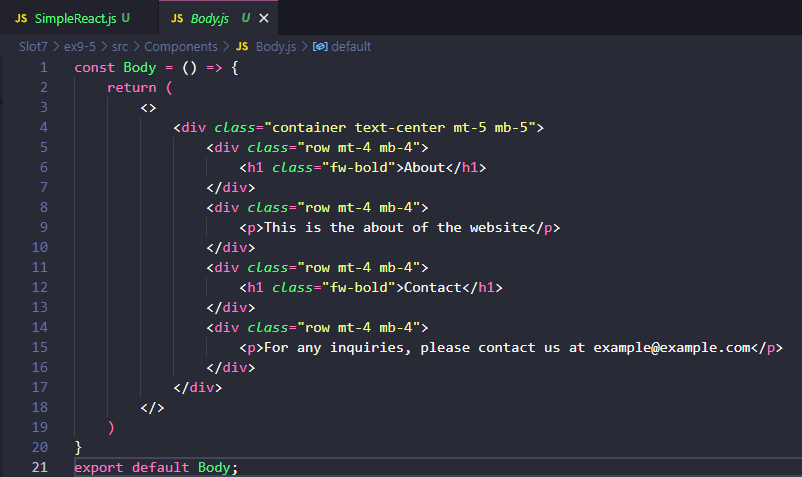 JS SimpleReact.js U JS Body.js U ✕
Slot7 > ex9-5 > src > Components > JS Body.js > default
1 const Body = () => {
2     return (
3         <>
4             <div class="container text-center mt-5 mb-5">
5                 <div class="row mt-4 mb-4">
6                     <h1 class="fw-bold">About</h1>
7                 </div>
8                 <div class="row mt-4 mb-4">
9                     <p>This is the about of the website</p>
10                 </div>
11                 <div class="row mt-4 mb-4">
12                     <h1 class="fw-bold">Contact</h1>
13                 </div>
14                 <div class="row mt-4 mb-4">
15                     <p>For any inquiries, please contact us at example@example.com</p>
16                 </div>
17             </div>
18         </>
19     )
20 }
21 export default Body;